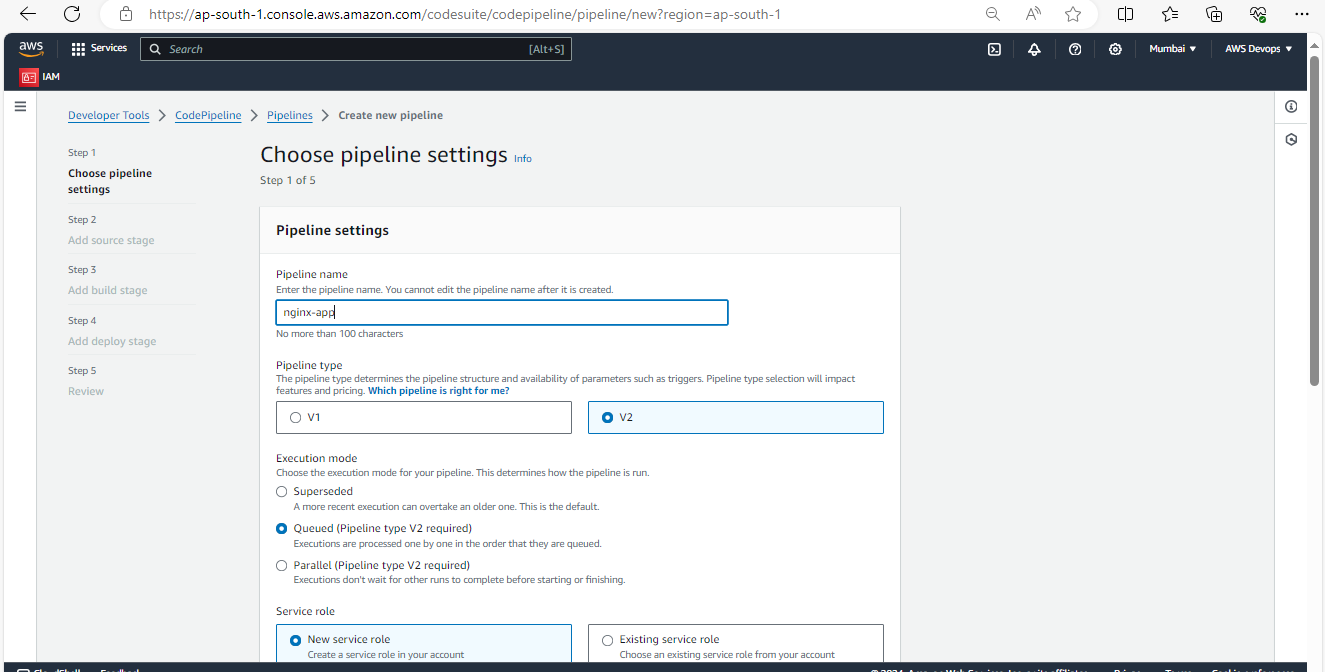 https://ap-south-1.console.aws.amazon.com/codesuite/codepipeline/pipeline/new?region=ap-south-1
aws Services Search [Alt+S] Mumbai ▼ AWS Devops ▼
IAM
Developer Tools > CodePipeline > Pipelines > Create new pipeline
Step 1
Choose pipeline
settings
Step 2
Add source stage
Step 3
Add build stage
Step 4
Add deploy stage
Step 5
Review
Choose pipeline settings Info
Step 1 of 5
Pipeline settings
Pipeline name
Enter the pipeline name. You cannot edit the pipeline name after it is created.
nginx-app
No more than 100 characters
Pipeline type
The pipeline type determines the pipeline structure and availability of parameters such as triggers. Pipeline type selection will impact
features and pricing. Which pipeline is right for me?
V1 V2
Execution mode
Choose the execution mode for your pipeline. This determines how the pipeline is run.
Superseded
A more recent execution can overtake an older one. This is the default.
Queued (Pipeline type V2 required)
Executions are processed one by one in the order that they are queued.
Parallel (Pipeline type V2 required)
Executions don't wait for other runs to complete before starting or finishing.
Service role
New service role
Create a service role in your account
Existing service role
Choose an existing service role from your account